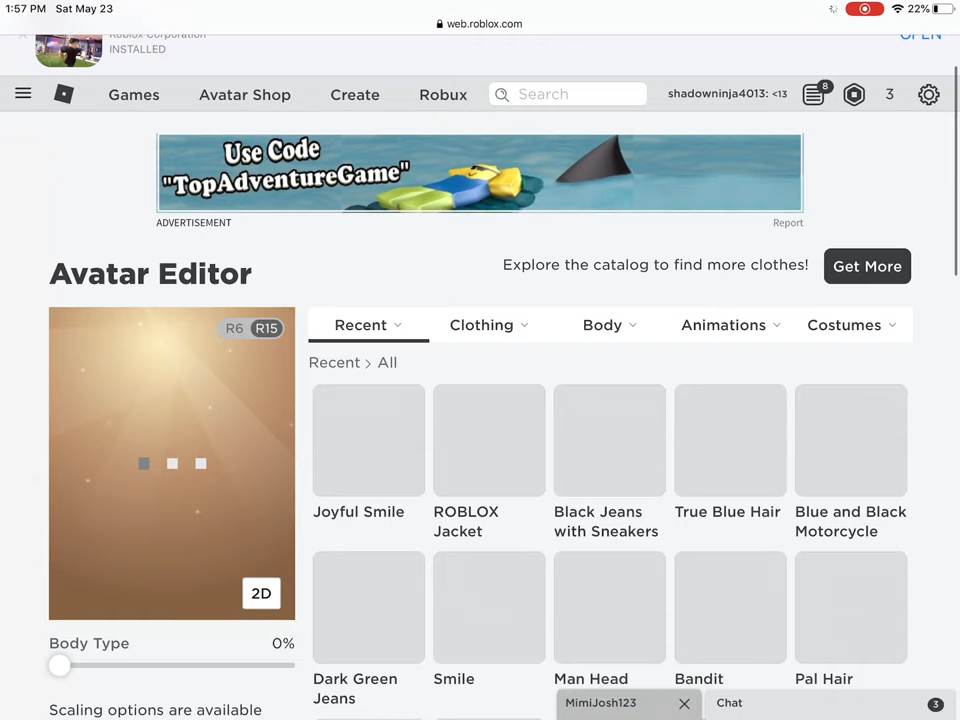 1:57 PM Sat May 23
22%
web.roblox.com
Roblox Corporation
INSTALLED
OPEN
Games Avatar Shop Create Robux Search shadowninja4013: <13 8 3
Use Code
"TopAdventureGame"
ADVERTISEMENT Report
Avatar Editor
Explore the catalog to find more clothes! Get More
R6 R15
2D
Body Type 0%
Scaling options are available
Recent Clothing Body Animations Costumes
Recent > All
Joyful Smile
ROBLOX
Jacket
Black Jeans
with Sneakers
True Blue Hair
Blue and Black
Motorcycle
Dark Green
Jeans
Smile
Man Head
Bandit
Pal Hair
MimiJosh123
Chat 3